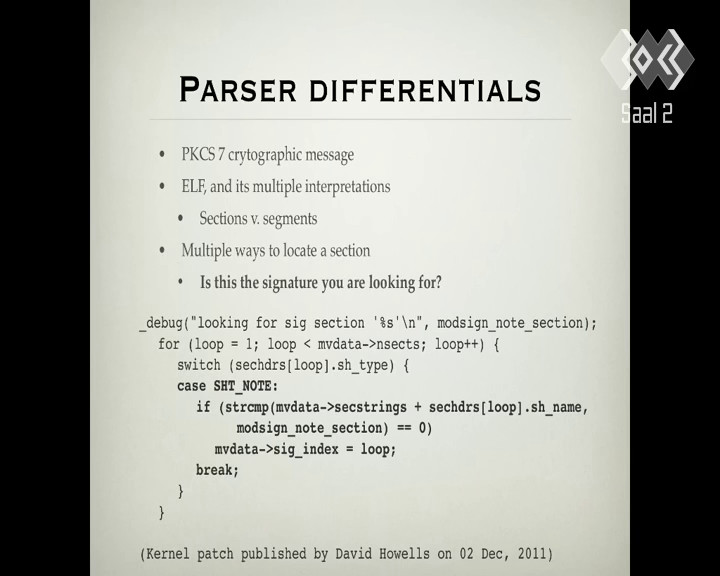 PARSER DIFFERENTIALS
Saal 2
• PKCS 7 crytographic message
• ELF, and its multiple interpretations
• Sections v. segments
• Multiple ways to locate a section
• Is this the signature you are looking for?
_debug("looking for sig section '%s'\n", modsign_note_section);
for (loop = 1; loop < mvdata->nsects; loop++) {
switch (sechdrs[loop].sh_type) {
case SHT_NOTE:
if (strcmp(mvdata->secstrings + sechdrs[loop].sh_name,
modsign_note_section) == 0)
mvdata->sig_index = loop;
break;
}
}
(Kernel patch published by David Howells on 02 Dec, 2011)